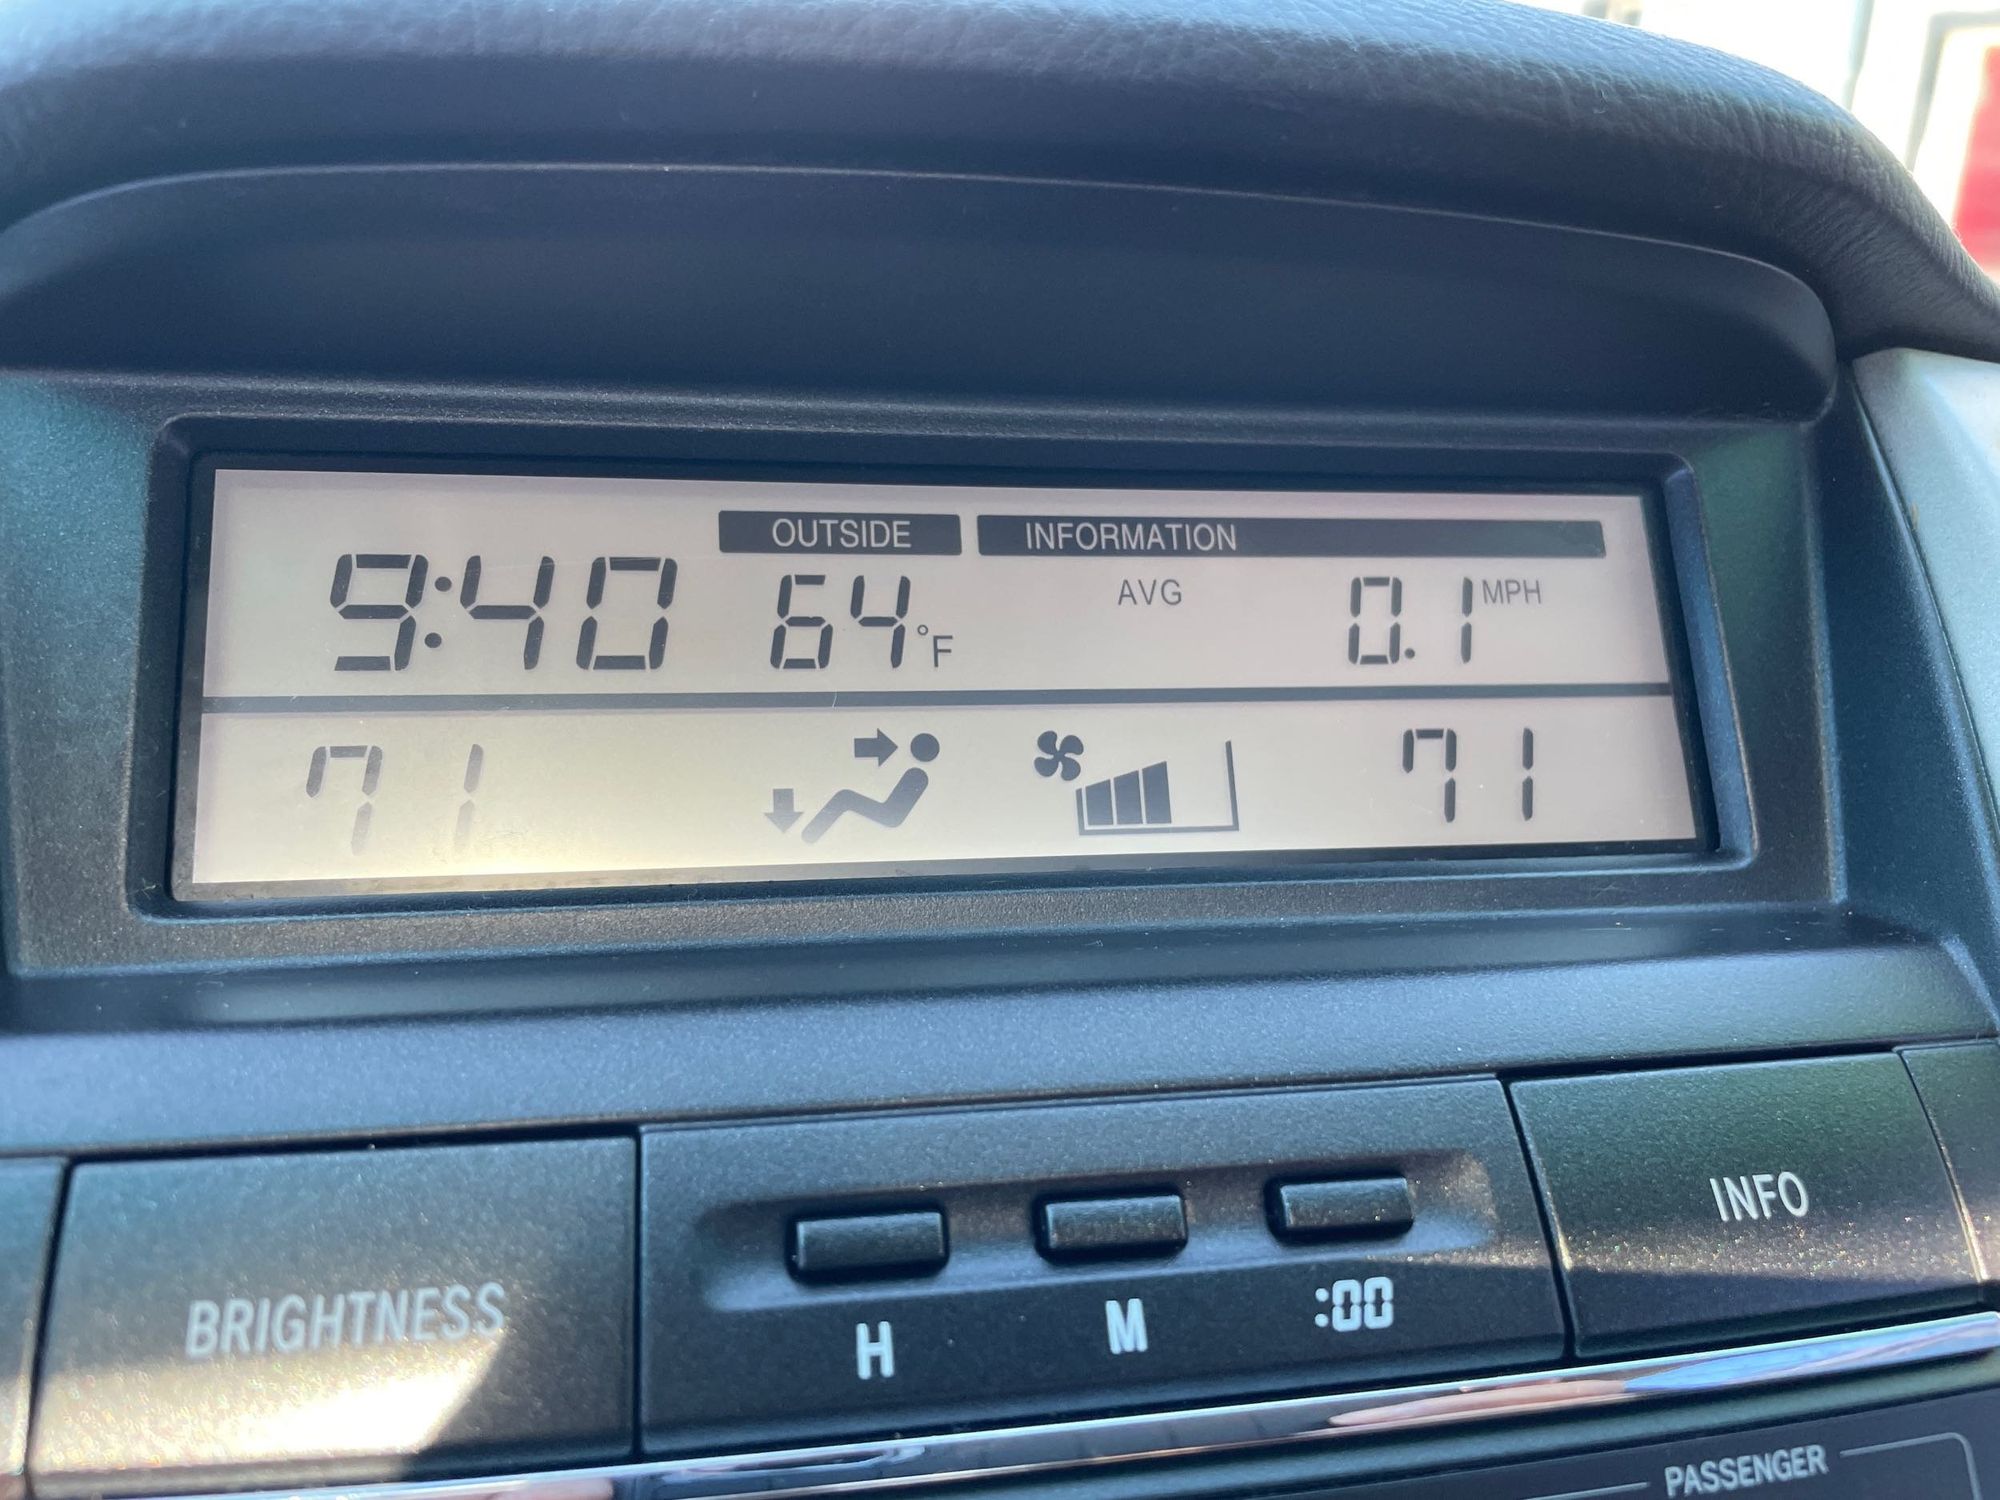 OUTSIDE INFORMATION
9:40 64°F AVG 0.1 MPH
71 71
BRIGHTNESS H M :00 INFO
PASSENGER